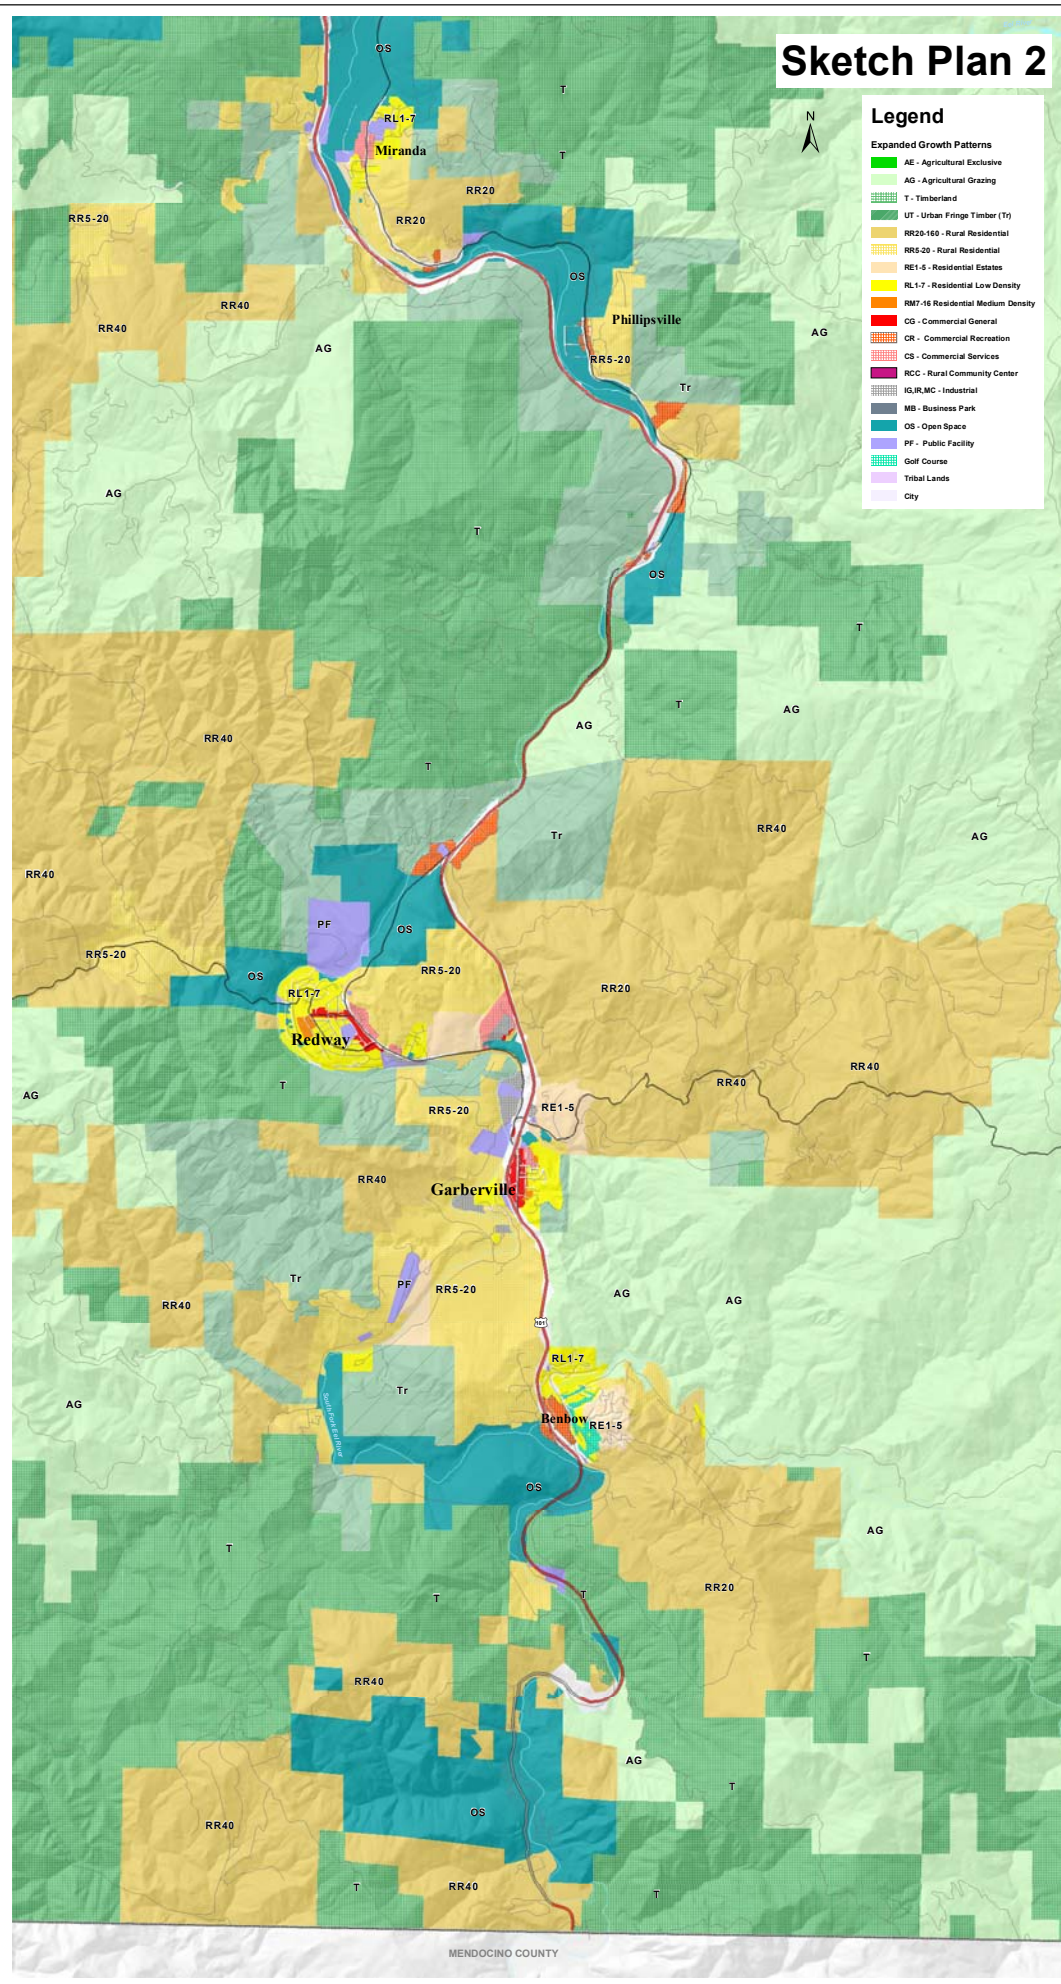 Sketch Plan 2
N
Legend
Expanded Growth Patterns
AE - Agricultural Exclusive
AG - Agricultural Grazing
T - Timberland
UT - Urban Fringe Timber (Tr)
RR20-160 - Rural Residential
RR5-20 - Rural Residential
RE1-5 - Residential Estates
RL1-7 - Residential Low Density
RM7-16 Residential Medium Density
CG - Commercial General
CR - Commercial Recreation
CS - Commercial Services
RCC - Rural Community Center
IG,IR,MC - Industrial
MB - Business Park
OS - Open Space
PF - Public Facility
Golf Course
Tribal Lands
City
OS
T
RL1-7
Miranda
T
RR20
RR5-20
RR20
OS
RR40
Phillipsville
RR40
AG
AG
RR5-20
Tr
AG
T
OS
T
T
AG
AG
RR40
T
RR40
Tr
AG
RR40
PF
OS
RR5-20
RR5-20
OS
RR20
RL1-7
Redway
RR40
T
RR40
AG
RR5-20
RE1-5
RR40
Garberville
Tr
PF
RR5-20
AG
AG
RR40
101
RL1-7
Tr
AG
South Fork Eel River
Benbow
RE1-5
OS
AG
T
RR20
T
T
T
RR40
AG
T
OS
RR40
RR40
T
T
MENDOCINO COUNTY